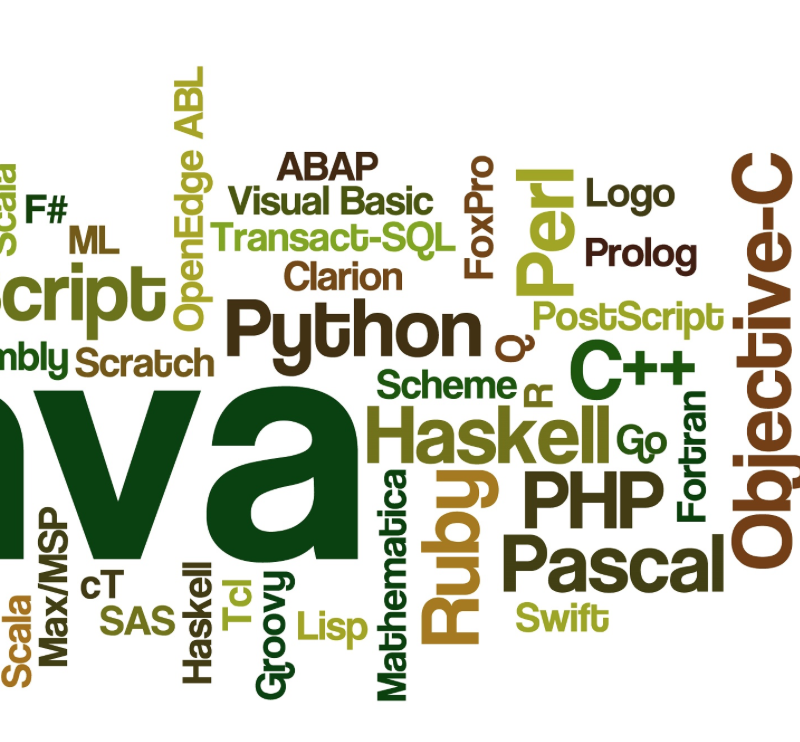 OpenEdge ABL
ABAP
Visual Basic
Transact-SQL
Clarion
FoxPro
Perl
Logo
Prolog
Objective-C
Scala
F#
ML
cript
Python
Q
PostScript
mbly
Scratch
Scheme
R
C++
va
Haskell
Go
Fortran
Mathematica
Ruby
PHP
Pascal
Swift
Scala
Max/MSP
cT
SAS
Haskell
Tcl
Groovy
Lisp